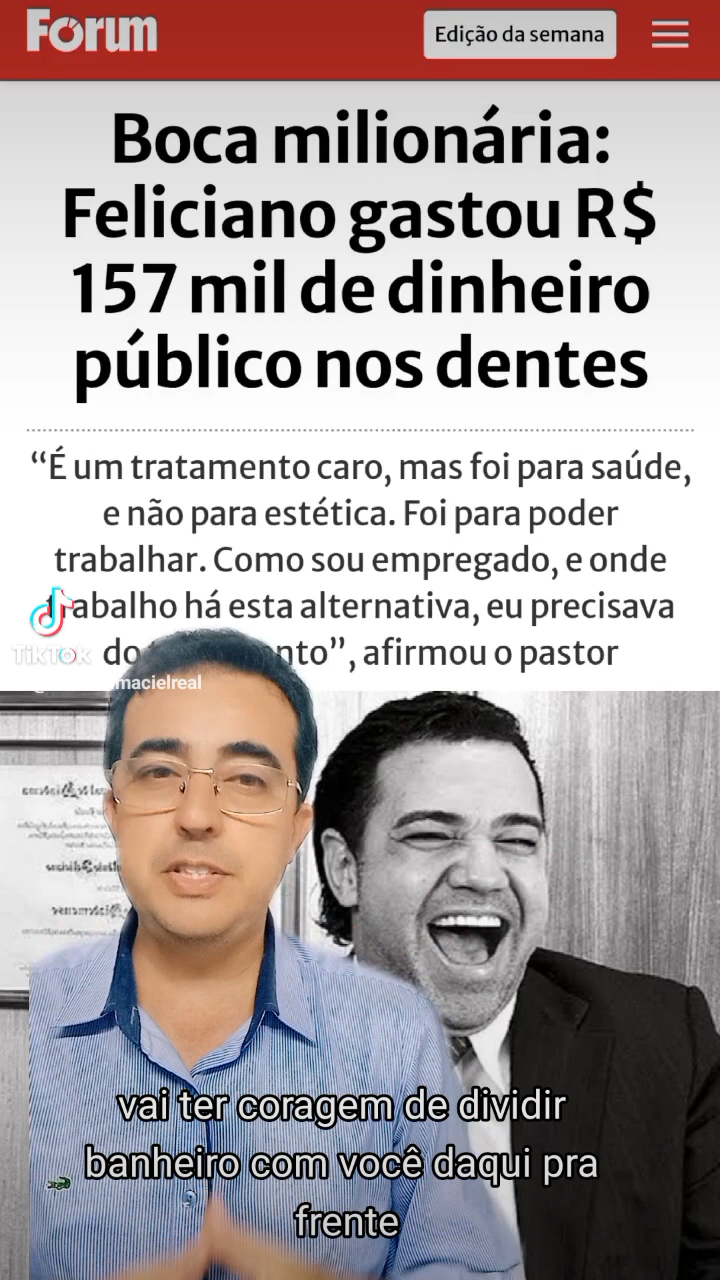 Fórum
Edição da semana
Boca milionária:
Feliciano gastou R$
157 mil de dinheiro
público nos dentes
“É um tratamento caro, mas foi para saúde,
e não para estética. Foi para poder
trabalhar. Como sou empregado, e onde
trabalho há esta alternativa, eu precisava
do nto”, afirmou o pastor
TikTok
macielreal
vai ter coragem de dividir
banheiro com você daqui pra
frente